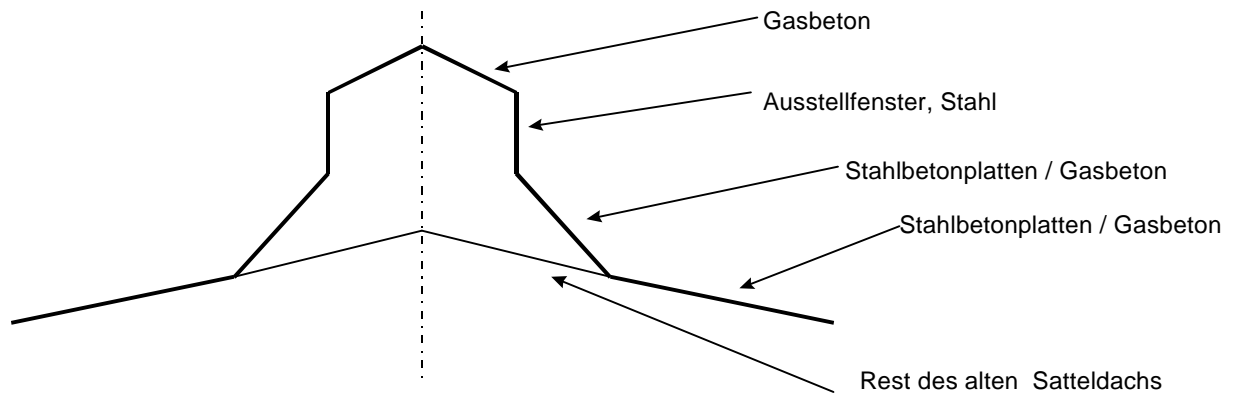 Gasbeton
Ausstellfenster, Stahl
Stahlbetonplatten / Gasbeton
Stahlbetonplatten / Gasbeton
Rest des alten Satteldachs